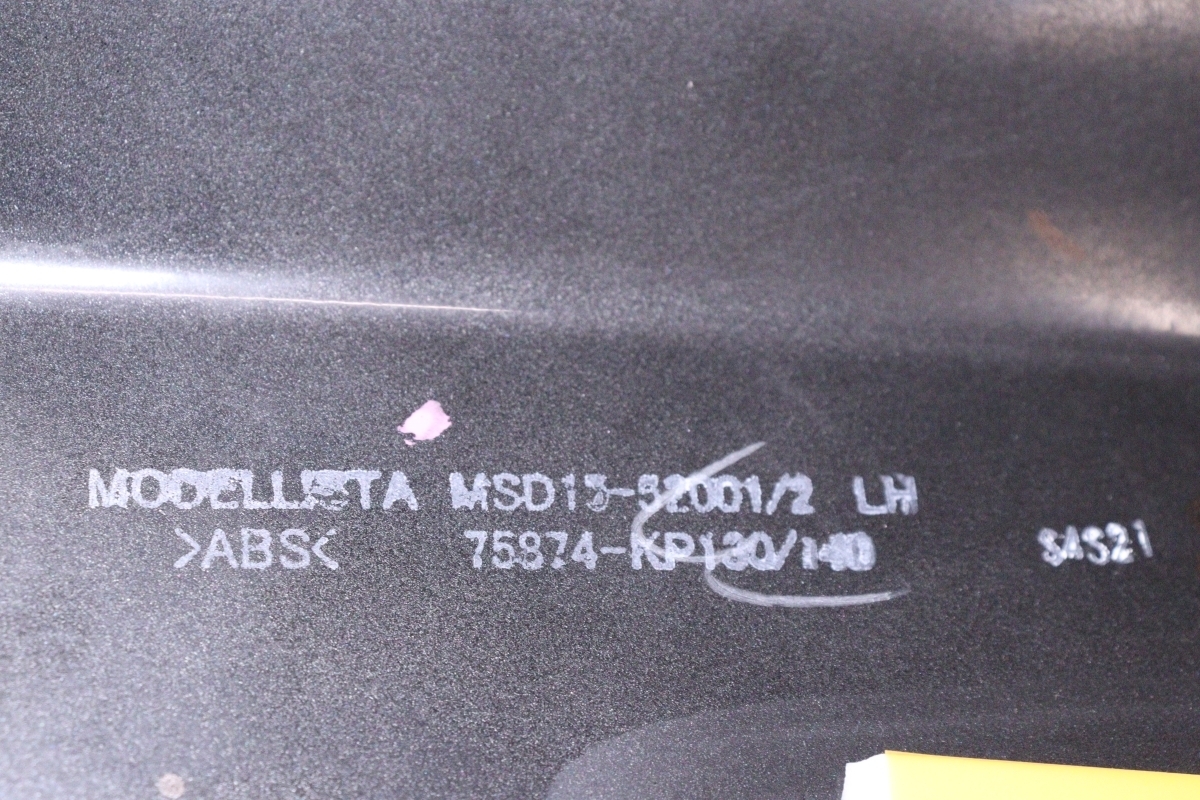 MODELLISTA MSD13-52001/2 LH
>ABS< 75874-KP130/140
SAS21